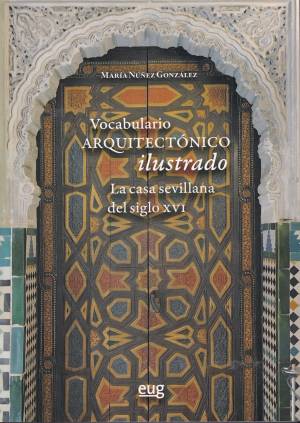 María Núñez González
Vocabulario
ARQUITECTÓNICO
ilustrado
La casa sevillana
del siglo XVI
eug